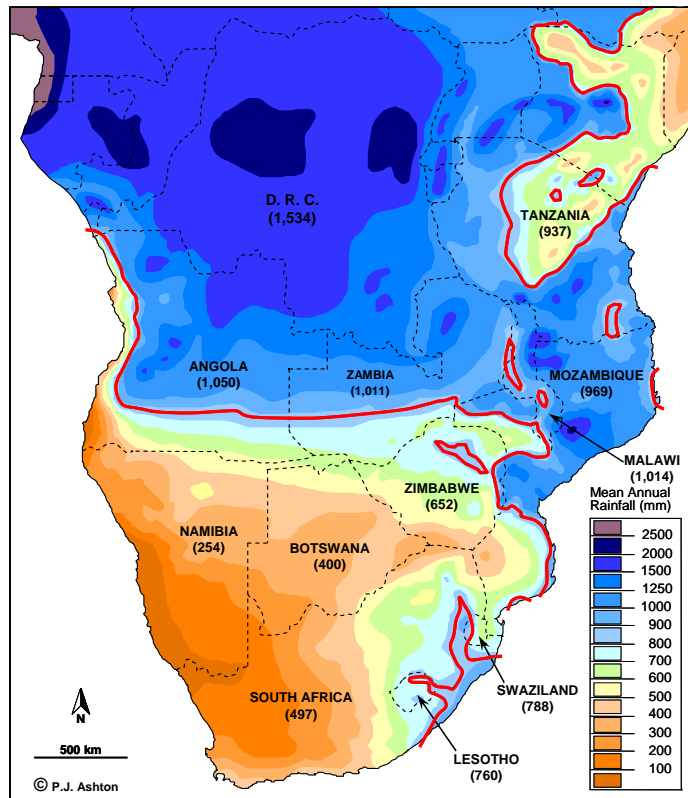 D. R. C.
(1,534)
TANZANIA
(937)
ANGOLA
(1,050)
ZAMBIA
(1,011)
MOZAMBIQUE
(969)
MALAWI
(1,014)
ZIMBABWE
(652)
NAMIBIA
(254)
BOTSWANA
(400)
SOUTH AFRICA
(497)
SWAZILAND
(788)
LESOTHO
(760)
Mean Annual
Rainfall (mm)
2500
2000
1500
1250
1000
900
800
700
600
500
400
300
200
100
N
500 km
© P.J. Ashton